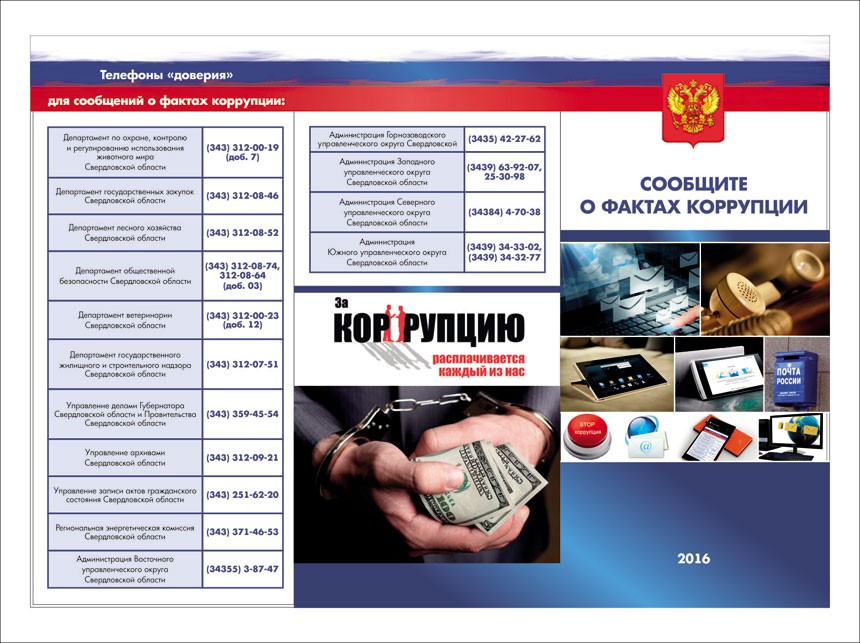 Телефоны «доверия»
для сообщений о фактах коррупции:
Департамент по охране, контролю
и регулированию использования
животного мира
Свердловской области
(343) 312-00-19
(доб. 7)
Департамент государственных закупок
Свердловской области
(343) 312-08-46
Департамент лесного хозяйства
Свердловской области
(343) 312-08-52
Департамент общественной
безопасности Свердловской области
(343) 312-08-74,
312-08-64
(доб. 03)
Департамент ветеринарии
Свердловской области
(343) 312-00-23
(доб. 12)
Департамент государственного
жилищного и строительного надзора
Свердловской области
(343) 312-07-51
Управление делами Губернатора
Свердловской области и Правительства
Свердловской области
(343) 359-45-54
Управление архивами
Свердловской области
(343) 312-09-21
Управление записи актов гражданского
состояния Свердловской области
(343) 251-62-20
Региональная энергетическая комиссия
Свердловской области
(343) 371-46-53
Администрация Восточного
управленческого округа
Свердловской области
(34355) 3-87-47
Администрация Горнозаводского
управленческого округа Свердловской
(3435) 42-27-62
Администрация Западного
управленческого округа
Свердловской области
(3439) 63-92-07,
25-30-98
Администрация Северного
управленческого округа
Свердловской области
(34384) 4-70-38
Администрация
Южного управленческого округа
Свердловской области
(3439) 34-33-02,
(3439) 34-32-77
За
КОРРУПЦИЮ
расплачивается
каждый из нас
СООБЩИТЕ
О ФАКТАХ КОРРУПЦИИ
ПОЧТА
РОССИИ
STOP
коррупция
@
2016